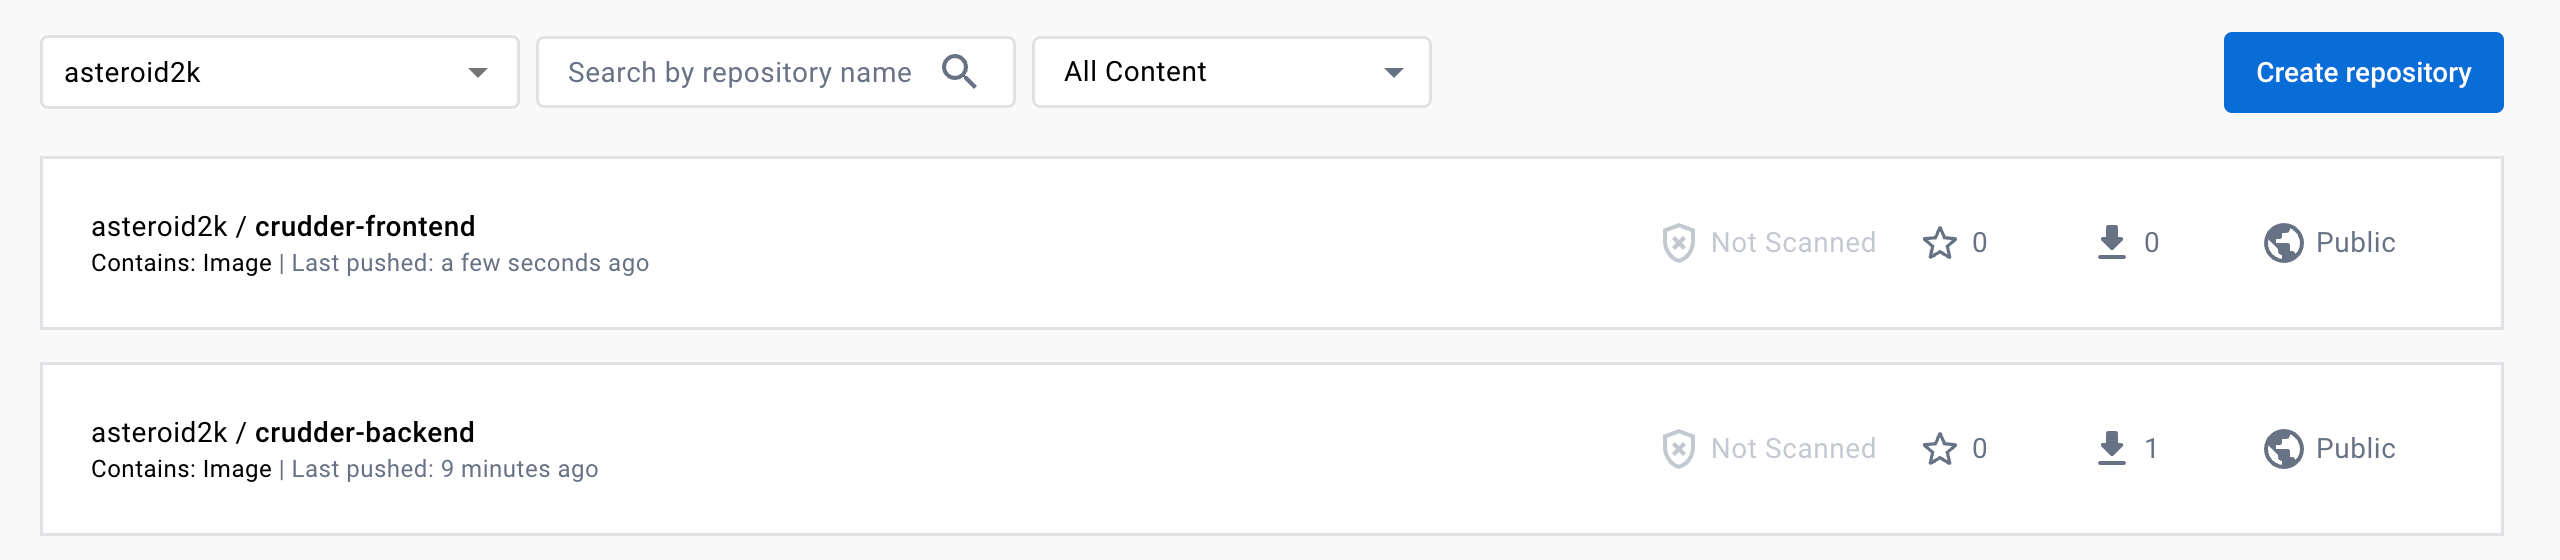 asteroid2k
Search by repository name
All Content
Create repository
asteroid2k / crudder-frontend
Contains: Image | Last pushed: a few seconds ago
Not Scanned
0
0
Public
asteroid2k / crudder-backend
Contains: Image | Last pushed: 9 minutes ago
Not Scanned
0
1
Public